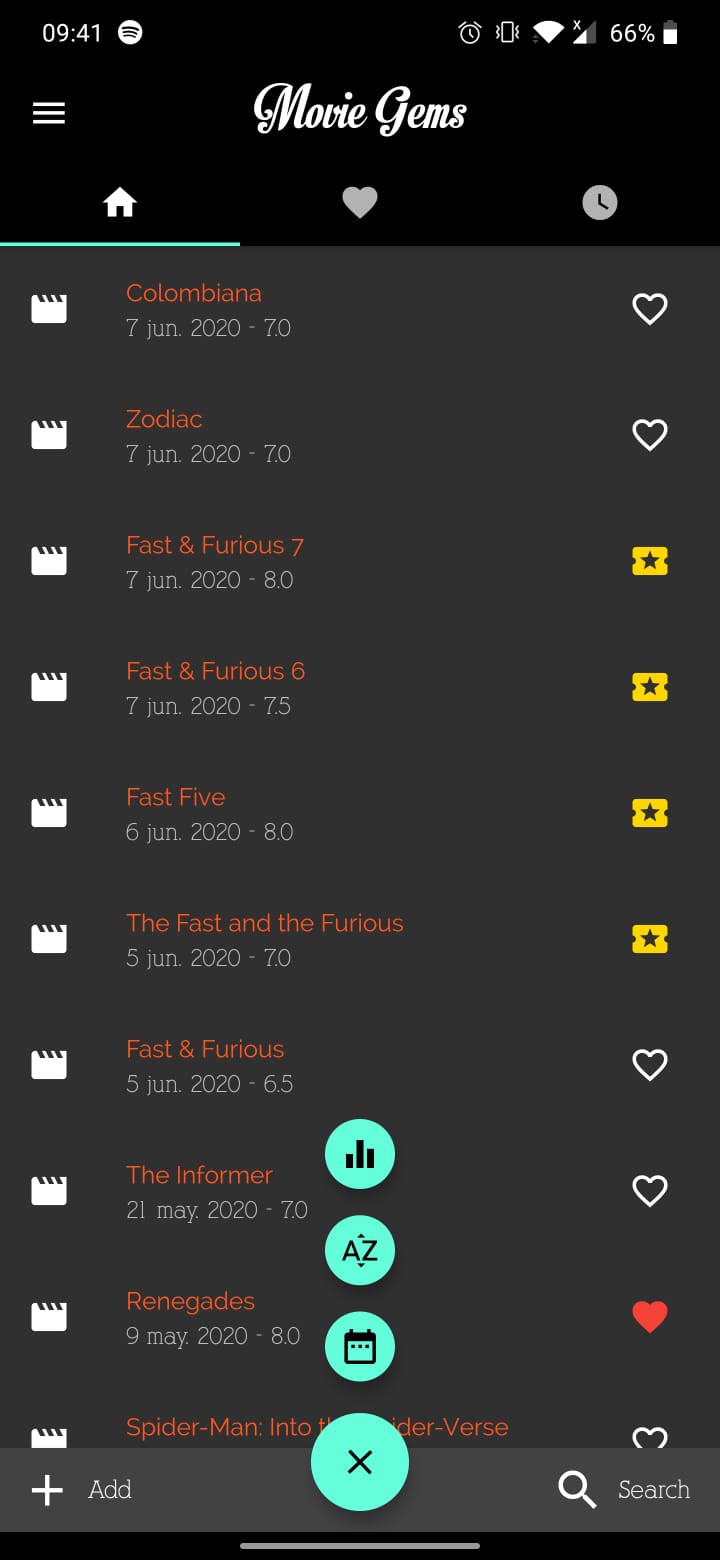 09:41
66%
Movie Gems
Colombiana
7 jun. 2020 - 7.0
Zodiac
7 jun. 2020 - 7.0
Fast & Furious 7
7 jun. 2020 - 8.0
Fast & Furious 6
7 jun. 2020 - 7.5
Fast Five
6 jun. 2020 - 8.0
The Fast and the Furious
5 jun. 2020 - 7.0
Fast & Furious
5 jun. 2020 - 6.5
The Informer
21 may. 2020 - 7.0
AZ
Renegades
9 may. 2020 - 8.0
Spider-Man: Into th ider-Verse
Add
Search